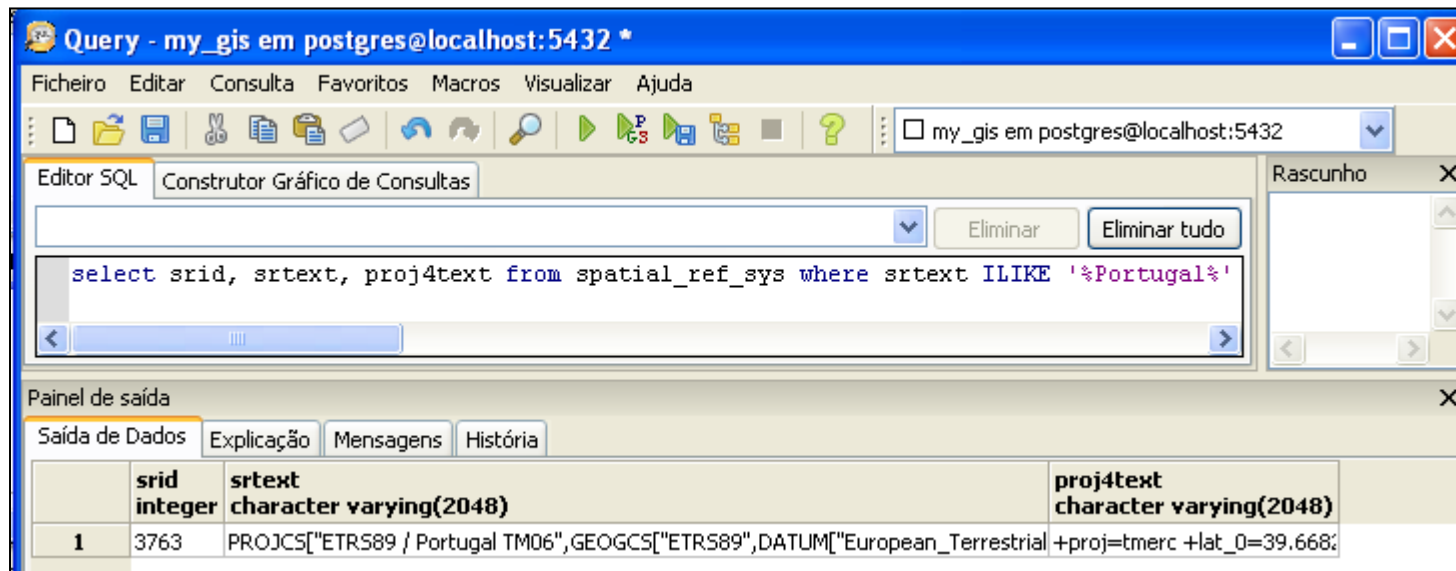 Query - my_gis em postgres@localhost:5432 *
Ficheiro Editar Consulta Favoritos Macros Visualizar Ajuda
my_gis em postgres@localhost:5432
Editor SQL Construtor Gráfico de Consultas Rascunho
Eliminar Eliminar tudo
select srid, srtext, proj4text from spatial_ref_sys where srtext ILIKE '%Portugal%'
Painel de saída
Saída de Dados Explicação Mensagens História
srid srtext proj4text
integer character varying(2048) character varying(2048)
1 3763 PROJCS["ETRS89 / Portugal TM06",GEOGCS["ETRS89",DATUM["European_Terrestrial +proj=tmerc +lat_0=39.6682